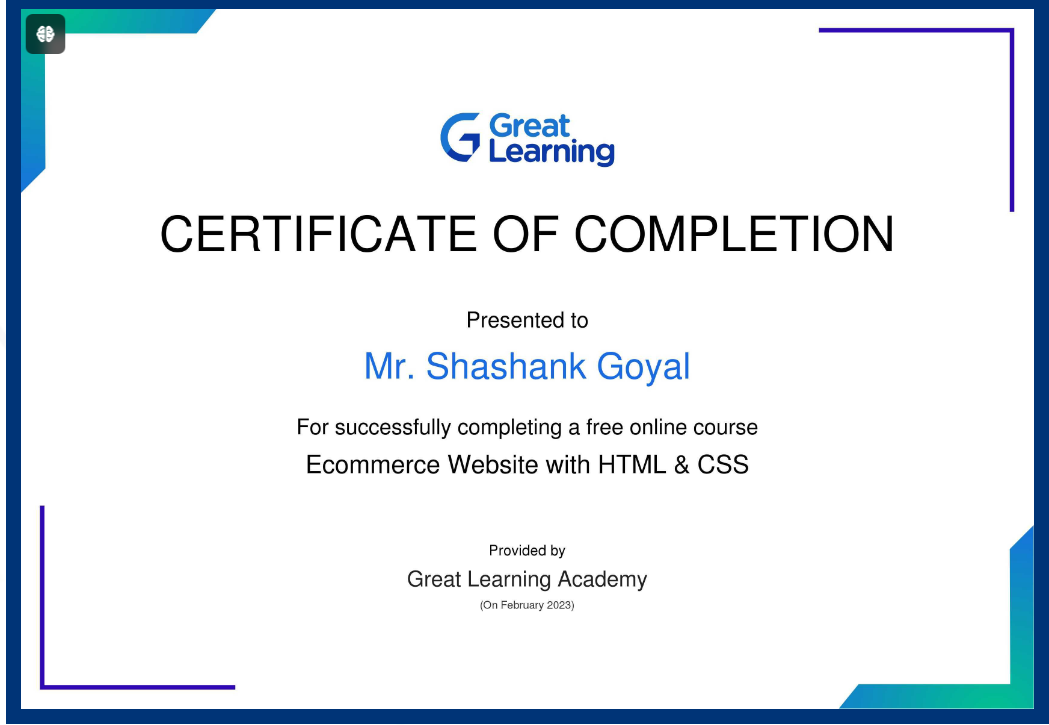 Great
Learning
CERTIFICATE OF COMPLETION
Presented to
Mr. Shashank Goyal
For successfully completing a free online course
Ecommerce Website with HTML & CSS
Provided by
Great Learning Academy
(On February 2023)